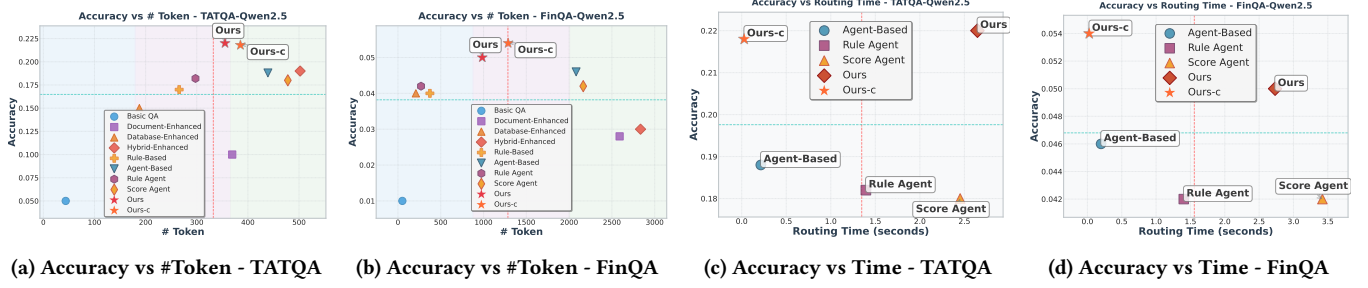 Accuracy vs # Token - TATQA-Qwen2.5
Accuracy
0.225
0.200
0.175
0.150
0.125
0.100
0.075
0.050
Ours
Ours-c
Basic QA
Document-Enhanced
Database-Enhanced
Hybrid-Enhanced
Rule-Based
Agent-Based
Rule Agent
Score Agent
Ours
Ours-c
0 100 200 300 400 500
# Token
(a) Accuracy vs #Token - TATQA
Accuracy vs # Token - FinQA-Qwen2.5
Accuracy
0.05
0.04
0.03
0.02
0.01
Ours
Ours-c
Basic QA
Document-Enhanced
Database-Enhanced
Hybrid-Enhanced
Rule-Based
Agent-Based
Rule Agent
Score Agent
Ours
Ours-c
0 500 1000 1500 2000 2500 3000
# Token
(b) Accuracy vs #Token - FinQA
Accuracy vs Routing Time - TATQA-Qwen2.5
Accuracy
0.22
0.21
0.20
0.19
0.18
Ours-c
Ours
Agent-Based
Rule Agent
Score Agent
Ours
Ours-c
Agent-Based
Rule Agent
Score Agent
0.0 0.5 1.0 1.5 2.0 2.5
Routing Time (seconds)
(c) Accuracy vs Time - TATQA
Accuracy vs Routing Time - FinQA-Qwen2.5
Accuracy
0.054
0.052
0.050
0.048
0.046
0.044
0.042
Ours-c
Agent-Based
Rule Agent
Score Agent
Ours
Ours-c
Ours
Agent-Based
Rule Agent
Score Agent
0.0 0.5 1.0 1.5 2.0 2.5 3.0 3.5
Routing Time (seconds)
(d) Accuracy vs Time - FinQA